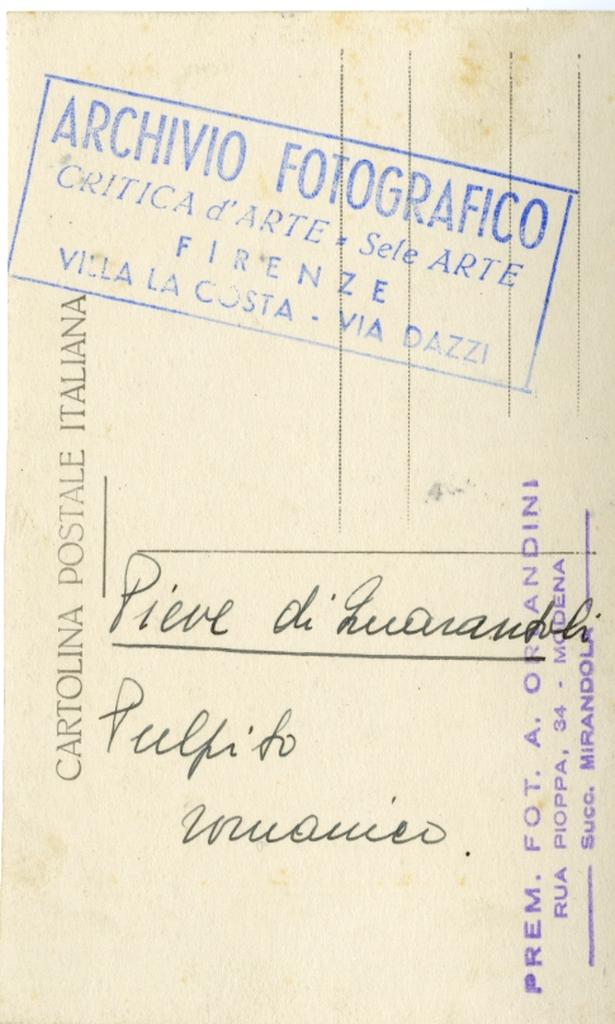 ARCHIVIO FOTOGRAFICO
CRITICA d'ARTE - Sele ARTE
FIRENZE
VILLA LA COSTA - VIA DAZZI
CARTOLINA POSTALE ITALIANA
Pieve di Quarantoli
Pulpito
romanico.
PREM. FOT. A. ORLANDINI
RUA PIOPPA, 34 - MODENA
Succ. MIRANDOLA